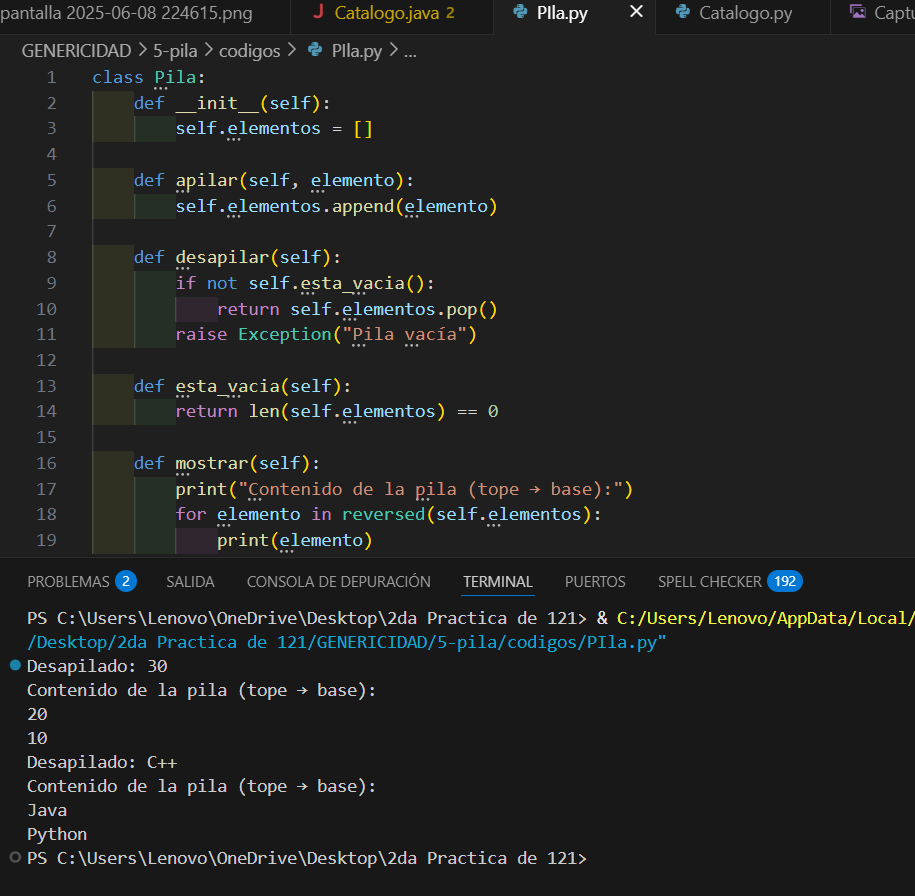 pantalla 2025-06-08 224615.png J Catalogo.java 2 PIla.py × Catalogo.py Captu
GENERICIDAD > 5-pila > codigos > PIla.py > ...
1 class Pila:
2     def __init__(self):
3         self.elementos = []
4
5     def apilar(self, elemento):
6         self.elementos.append(elemento)
7
8     def desapilar(self):
9         if not self.esta_vacia():
10             return self.elementos.pop()
11         raise Exception("Pila vacía")
12
13     def esta_vacia(self):
14         return len(self.elementos) == 0
15
16     def mostrar(self):
17         print("Contenido de la pila (tope → base):")
18         for elemento in reversed(self.elementos):
19             print(elemento)
PROBLEMAS 2 SALIDA CONSOLA DE DEPURACIÓN TERMINAL PUERTOS SPELL CHECKER 192
PS C:\Users\Lenovo\OneDrive\Desktop\2da Practica de 121> & C:/Users/Lenovo/AppData/Local/
/Desktop/2da Practica de 121/GENERICIDAD/5-pila/codigos/PIla.py"
Desapilado: 30
Contenido de la pila (tope → base):
20
10
Desapilado: C++
Contenido de la pila (tope → base):
Java
Python
PS C:\Users\Lenovo\OneDrive\Desktop\2da Practica de 121>